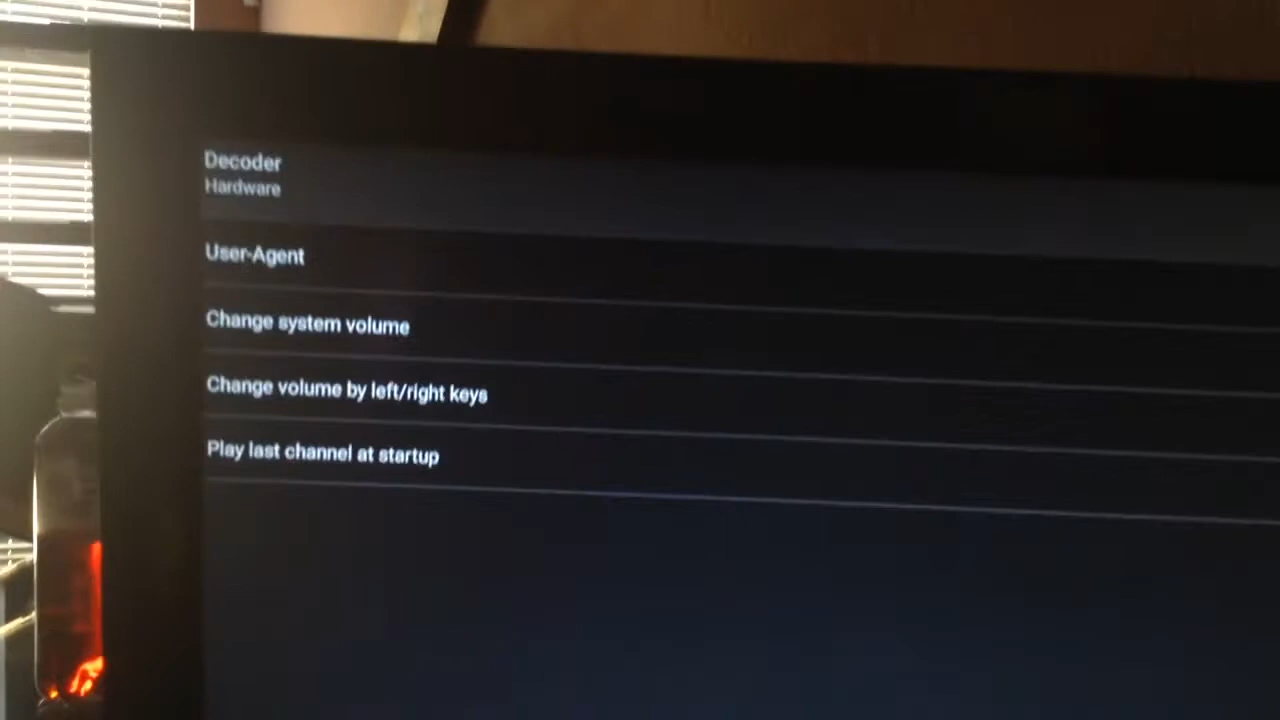 Decoder
Hardware
User-Agent
Change system volume
Change volume by left/right keys
Play last channel at startup